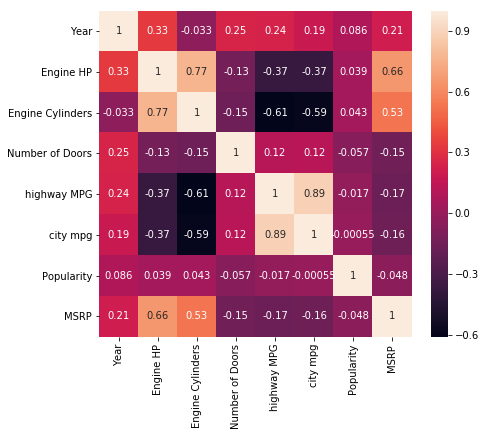 Year 1 0.33 -0.033 0.25 0.24 0.19 0.086 0.21
Engine HP 0.33 1 0.77 -0.13 -0.37 -0.37 0.039 0.66
Engine Cylinders -0.033 0.77 1 -0.15 -0.61 -0.59 0.043 0.53
Number of Doors 0.25 -0.13 -0.15 1 0.12 0.12 -0.057 -0.15
highway MPG 0.24 -0.37 -0.61 0.12 1 0.89 -0.017 -0.17
city mpg 0.19 -0.37 -0.59 0.12 0.89 1 -0.00055 -0.16
Popularity 0.086 0.039 0.043 -0.057 -0.017 -0.00055 1 -0.048
MSRP 0.21 0.66 0.53 -0.15 -0.17 -0.16 -0.048 1
Year
Engine HP
Engine Cylinders
Number of Doors
highway MPG
city mpg
Popularity
MSRP
0.9
0.6
0.3
0.0
−0.3
−0.6